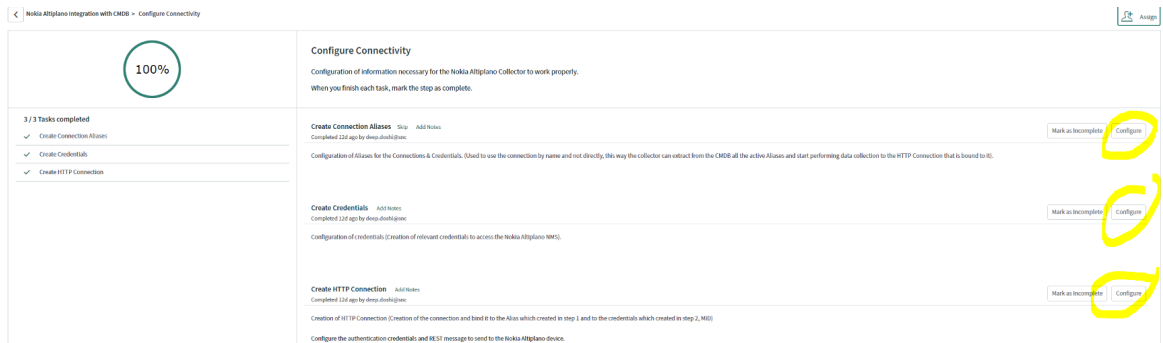 Nokia Altiplano Integration with CMDB > Configure Connectivity
Assign
100%
3 / 3 Tasks completed
Create Connection Aliases
Create Credentials
Create HTTP Connection
Configure Connectivity
Configuration of information necessary for the Nokia Altiplano Collector to work properly.
When you finish each task, mark the step as complete.
Create Connection Aliases Skip Add Notes
Completed 12d ago by deep.doshi@snc
Mark as Incomplete Configure
Configuration of Aliases for the Connections & Credentials. (Used to use the connection by name and not directly, this way the collector can extract from the CMDB all the active Aliases and start performing data collection to the HTTP Connection that is bound to it).
Create Credentials Add Notes
Completed 12d ago by deep.doshi@snc
Mark as Incomplete Configure
Configuration of credentials (Creation of relevant credentials to access the Nokia Altiplano NMS).
Create HTTP Connection Add Notes
Completed 12d ago by deep.doshi@snc
Mark as Incomplete Configure
Creation of HTTP Connection (Creation of the connection and bind it to the Alias which created in step 1 and to the credentials which created in step 2, MID)
Configure the authentication credentials and REST message to send to the Nokia Altiplano device.